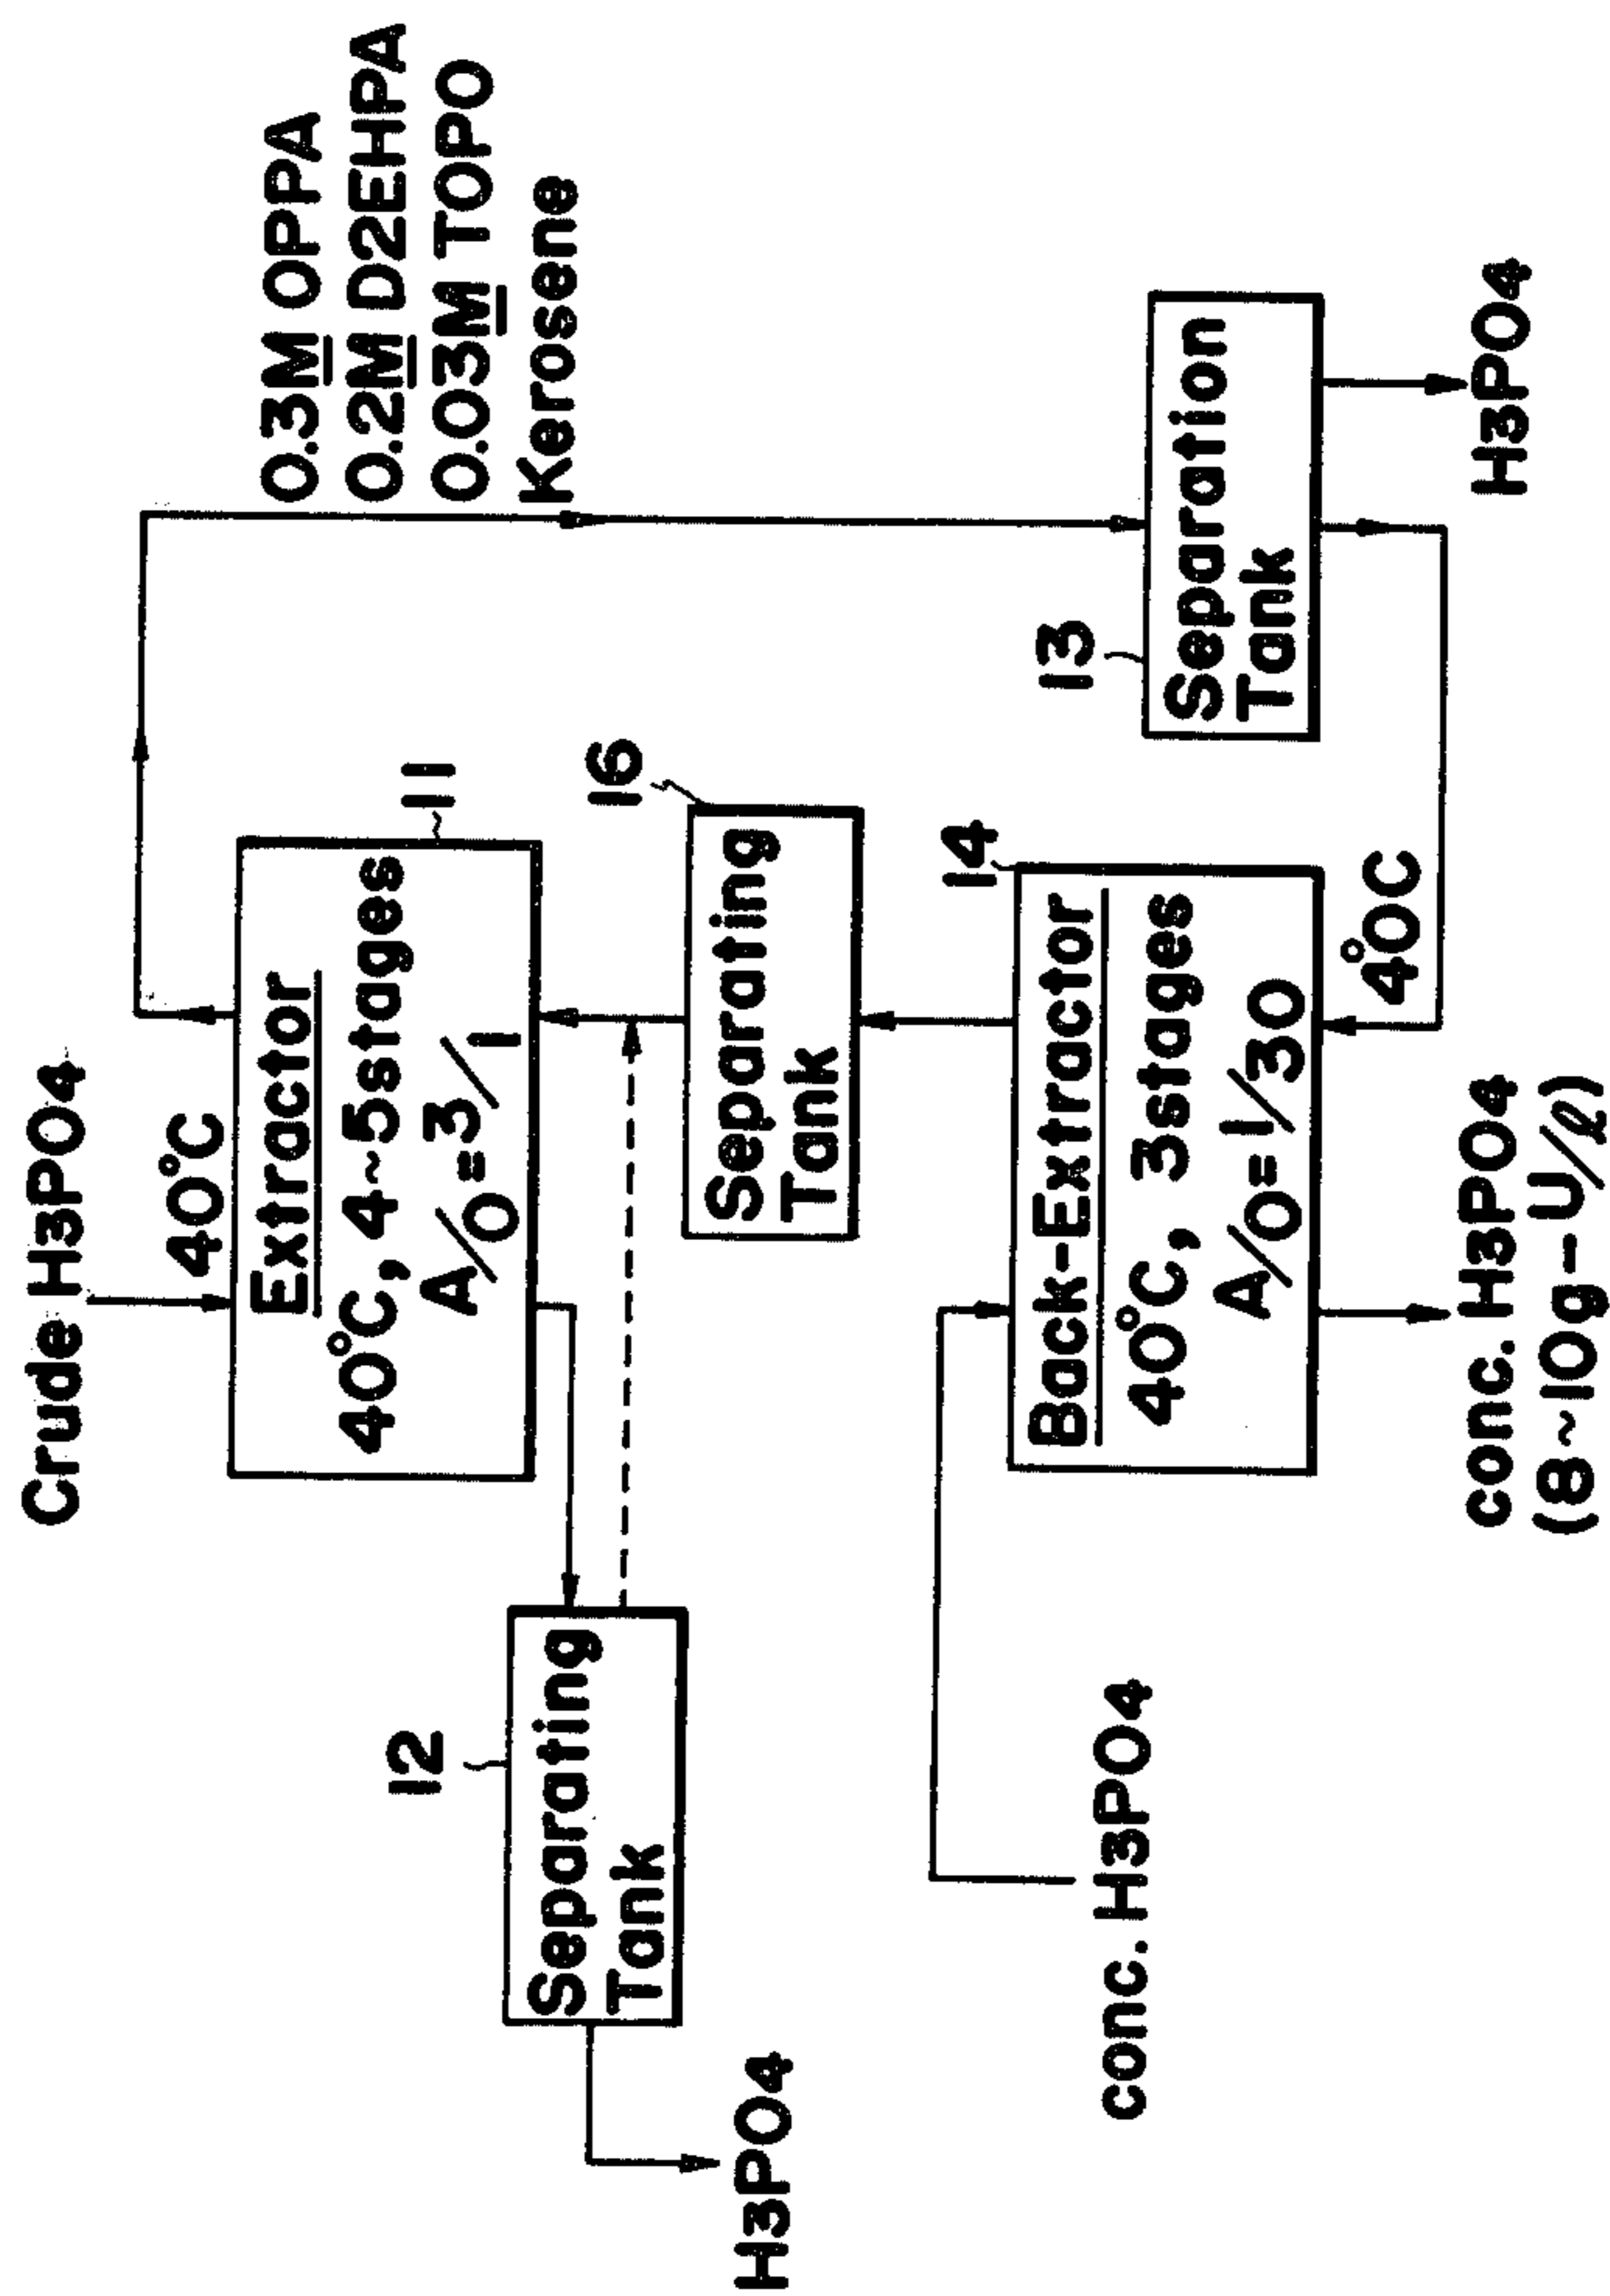 Crude H3PO4
40°C
Extractor
40°C, 4~5stages
A/O=3/1
11
0.3M OPPA
0.2M D2EHPA
0.03M TOPO
Kerosene
12
Separating
Tank
H3PO4
16
Separating
Tank
13
Separation
Tank
H3PO4
14
Back-Extractor
40°C, 3stages
A/O=1/30
40°C
conc. H3PO4
conc. H3PO4
(8~10g-U/ℓ)